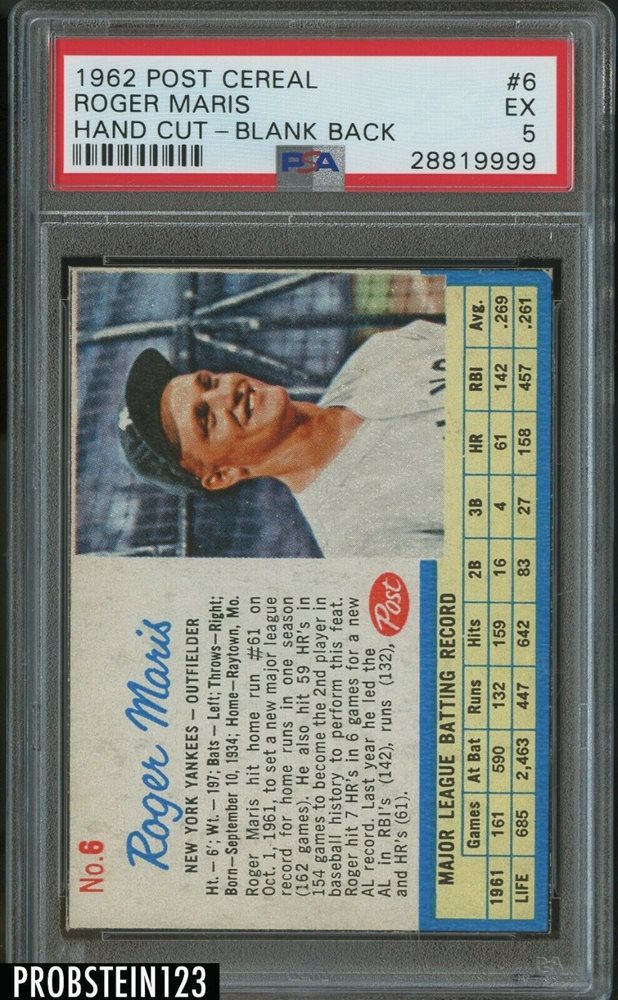 1962 POST CEREAL #6
ROGER MARIS EX
HAND CUT – BLANK BACK 5
PSA 28819999
No.6
Roger Maris
NEW YORK YANKEES – OUTFIELDER
Ht. – 6'; Wt. – 197; Bats – Left; Throws – Right;
Born – September 10, 1934; Home – Raytown, Mo.
Roger Maris hit home run #61 on
Oct. 1, 1961, to set a new major league
record for home runs in one season
(162 games). He also hit 59 HR's in
154 games to become the 2nd player in
baseball history to perform this feat.
Roger hit 7 HR's in 6 games for a new
AL record. Last year he led the
AL in RBI's (142), runs (132),
and HR's (61).
Post
MAJOR LEAGUE BATTING RECORD
Games At Bat Runs Hits 2B 3B HR RBI Avg.
1961 161 590 132 159 16 4 61 142 .269
LIFE 685 2,463 447 642 83 27 158 457 .261
PROBSTEIN123